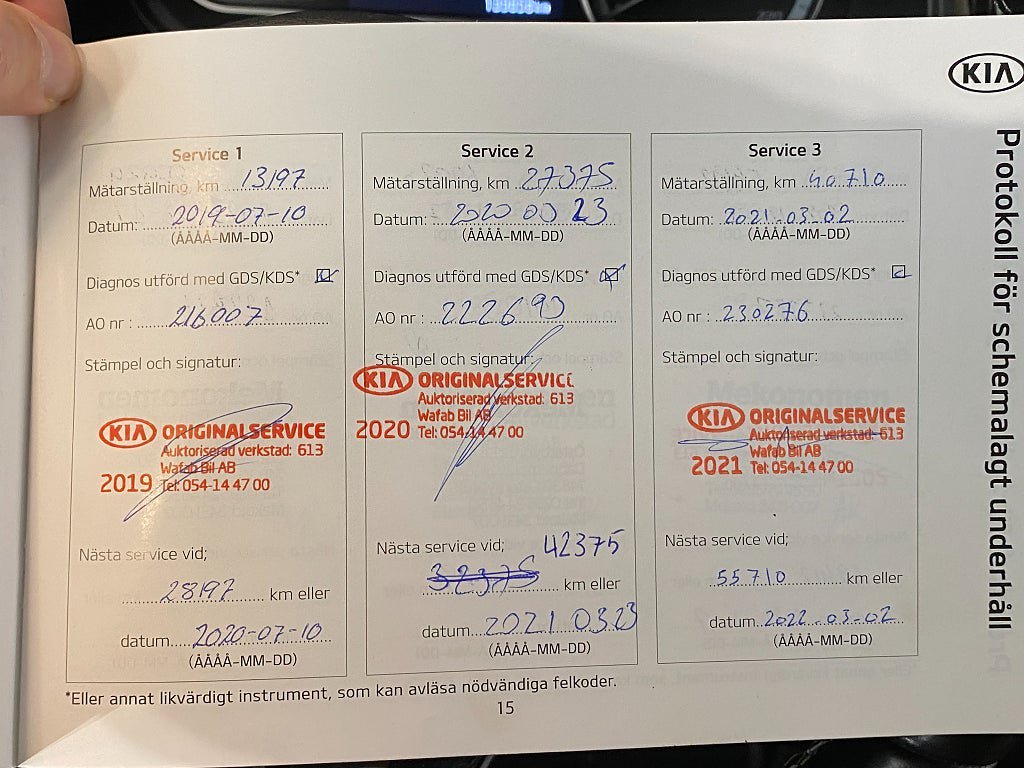 KIA
Protokoll för schemalagt underhåll
Service 1
Mätarställning, km 13197
Datum: 2019-07-10
(ÅÅÅÅ-MM-DD)
Diagnos utförd med GDS/KDS*
AO nr : 216007
Stämpel och signatur:
KIA ORIGINALSERVICE
Auktoriserad verkstad: 613
Wafab Bil AB
2019 Tel: 054-14 47 00
Nästa service vid;
28197 km eller
datum 2020-07-10
(ÅÅÅÅ-MM-DD)
Service 2
Mätarställning, km 27375
Datum: 2020 03 23
(ÅÅÅÅ-MM-DD)
Diagnos utförd med GDS/KDS*
AO nr : 222693
Stämpel och signatur:
KIA ORIGINALSERVICE
Auktoriserad verkstad: 613
Wafab Bil AB
2020 Tel: 054-14 47 00
Nästa service vid; 42375
32375 km eller
datum 2021 03 23
(ÅÅÅÅ-MM-DD)
Service 3
Mätarställning, km 40710
Datum: 2021-03-02
(ÅÅÅÅ-MM-DD)
Diagnos utförd med GDS/KDS*
AO nr : 230276
Stämpel och signatur:
KIA ORIGINALSERVICE
Auktoriserad verkstad: 613
Wafab Bil AB
2021 Tel: 054-14 47 00
Nästa service vid;
55710 km eller
datum 2022-03-02
(ÅÅÅÅ-MM-DD)
*Eller annat likvärdigt instrument, som kan avläsa nödvändiga felkoder.
15